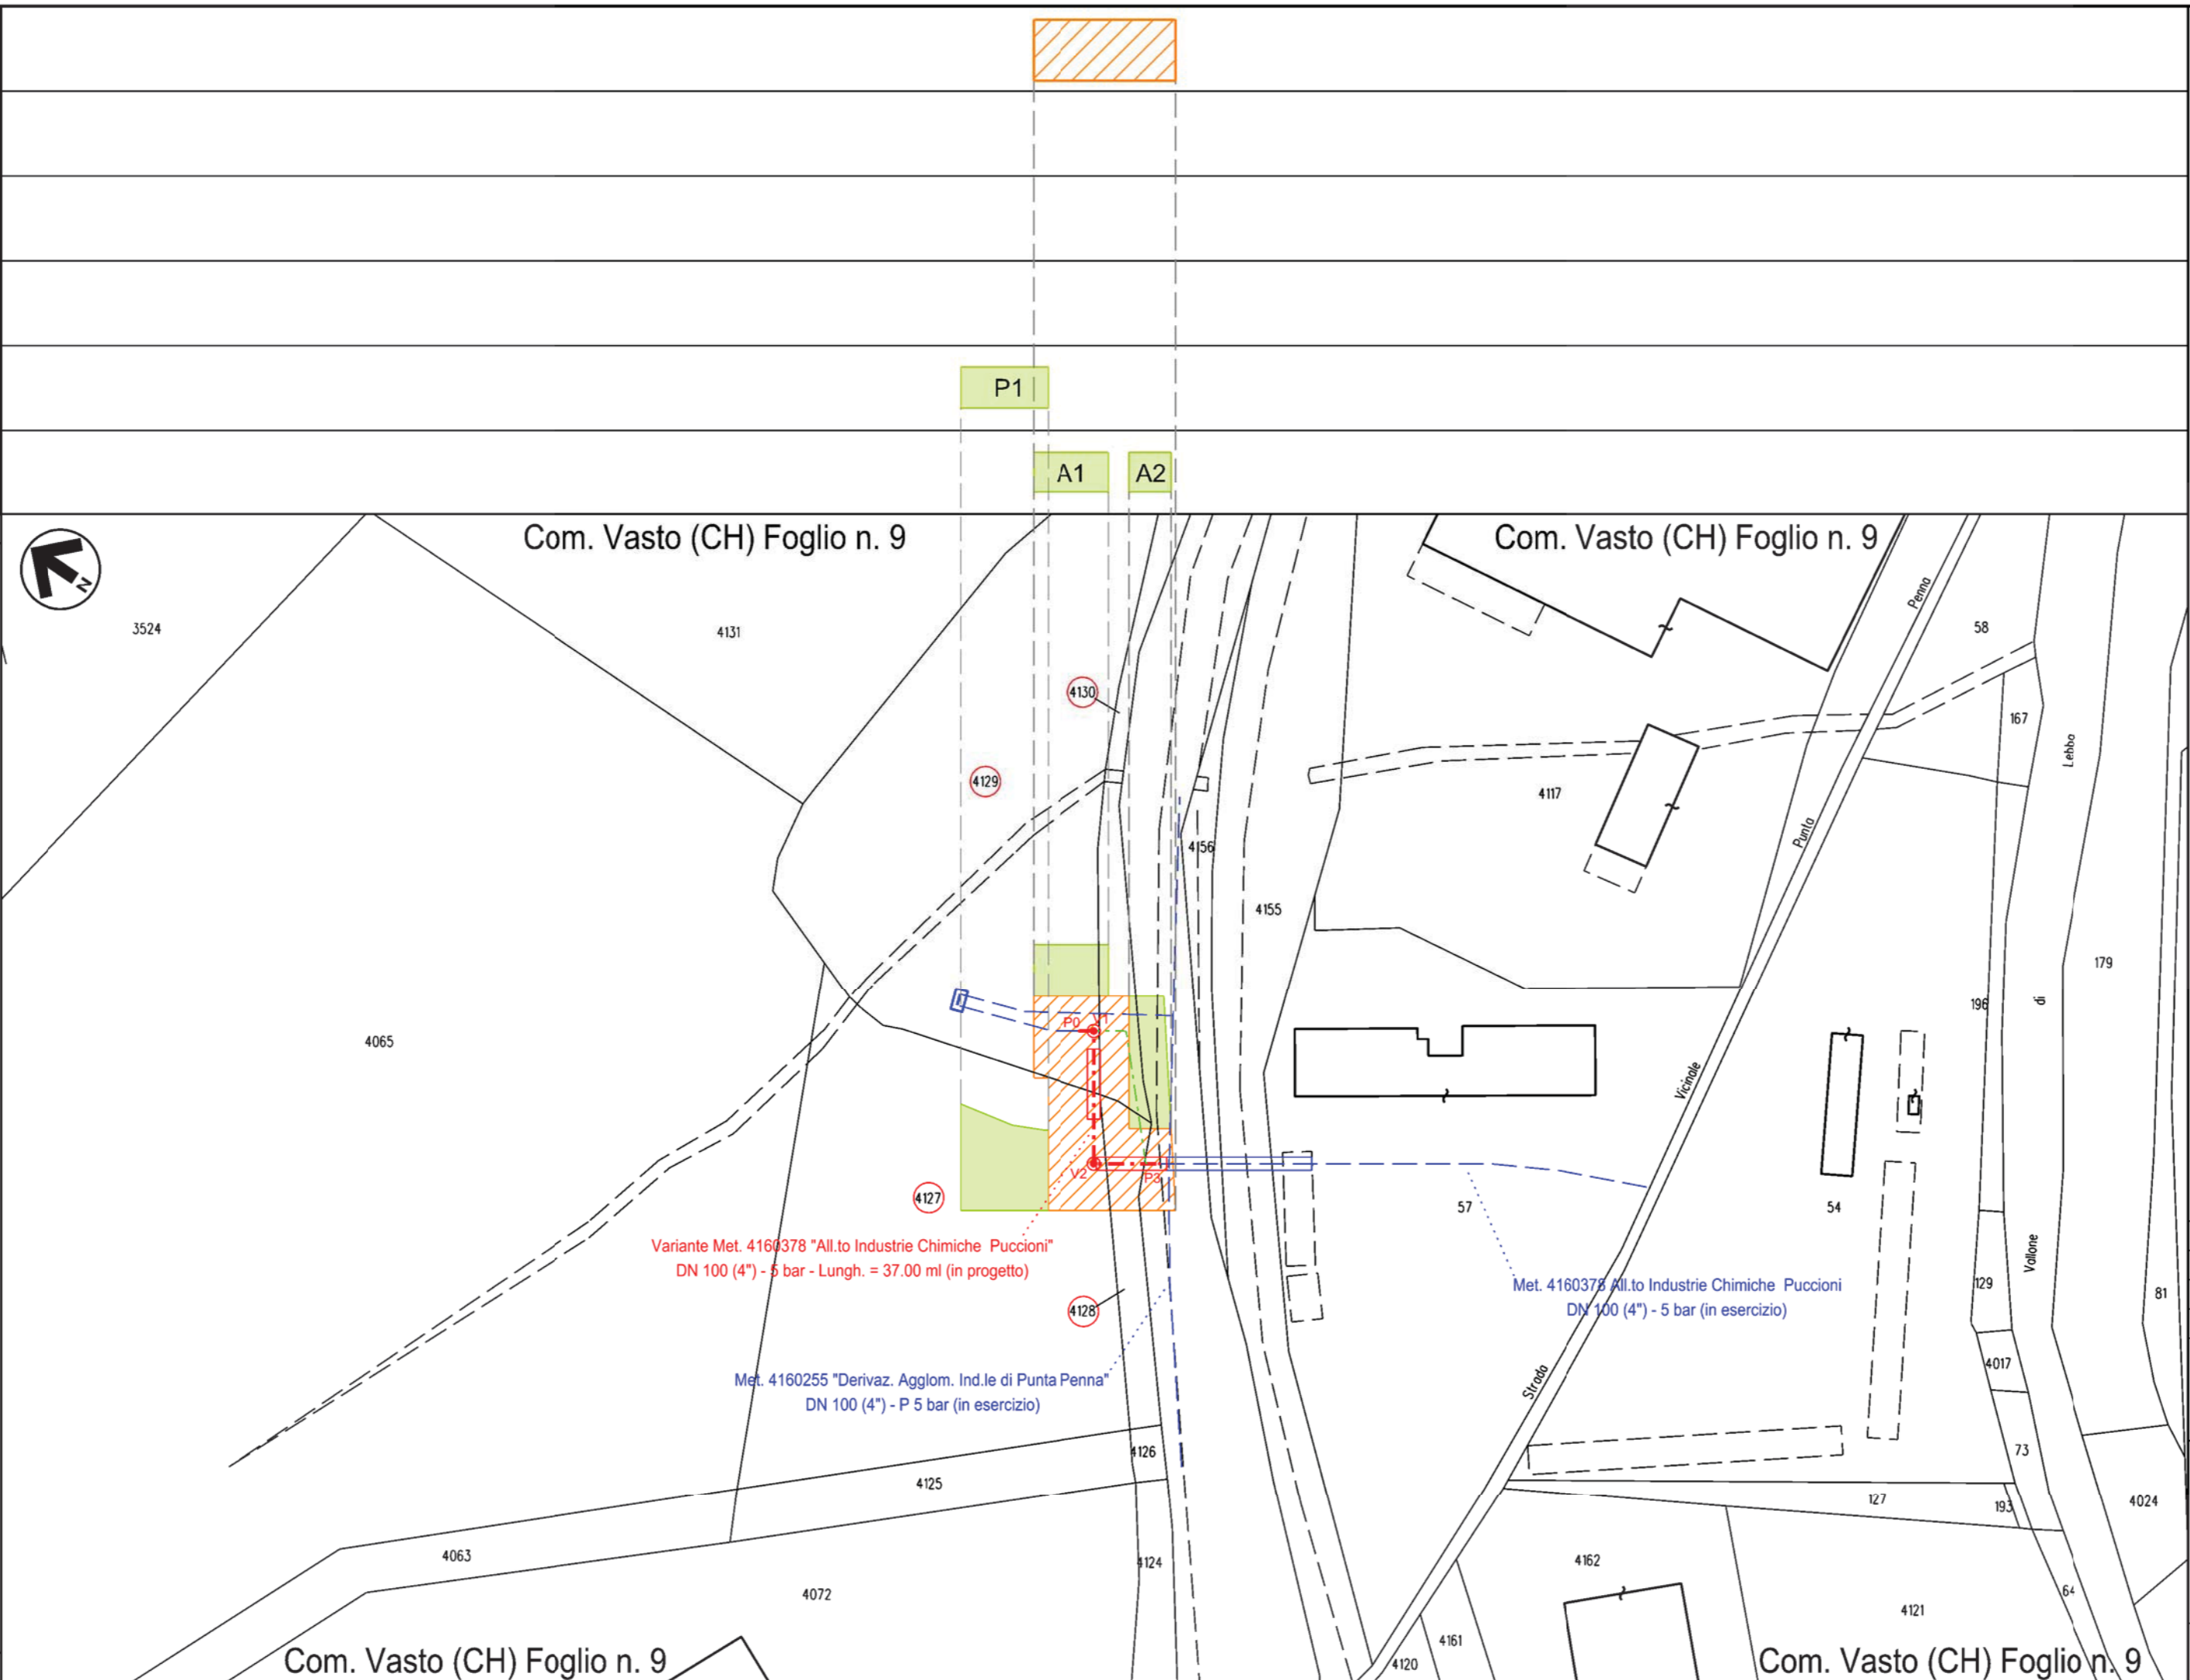 P1
A1
A2
Com. Vasto (CH) Foglio n. 9
Com. Vasto (CH) Foglio n. 9
N
3524
4131
Penna
58
4130
167
Lebba
4129
4117
Punta
4156
4155
179
196
di
4065
P0
V1
Vicinale
V2
P3
4127
57
54
Variante Met. 4160378 "All.to Industrie Chimiche Puccioni"
DN 100 (4") - 5 bar - Lungh. = 37.00 ml (in progetto)
Vallone
129
Met. 4160378 All.to Industrie Chimiche Puccioni
DN 100 (4") - 5 bar (in esercizio)
81
4128
Strada
4017
Met. 4160255 "Derivaz. Agglom. Ind.le di Punta Penna"
DN 100 (4") - P 5 bar (in esercizio)
4126
73
4125
127
193
4024
4063
4124
4162
4072
64
4121
4161
4120
Com. Vasto (CH) Foglio n. 9
Com. Vasto (CH) Foglio n. 9